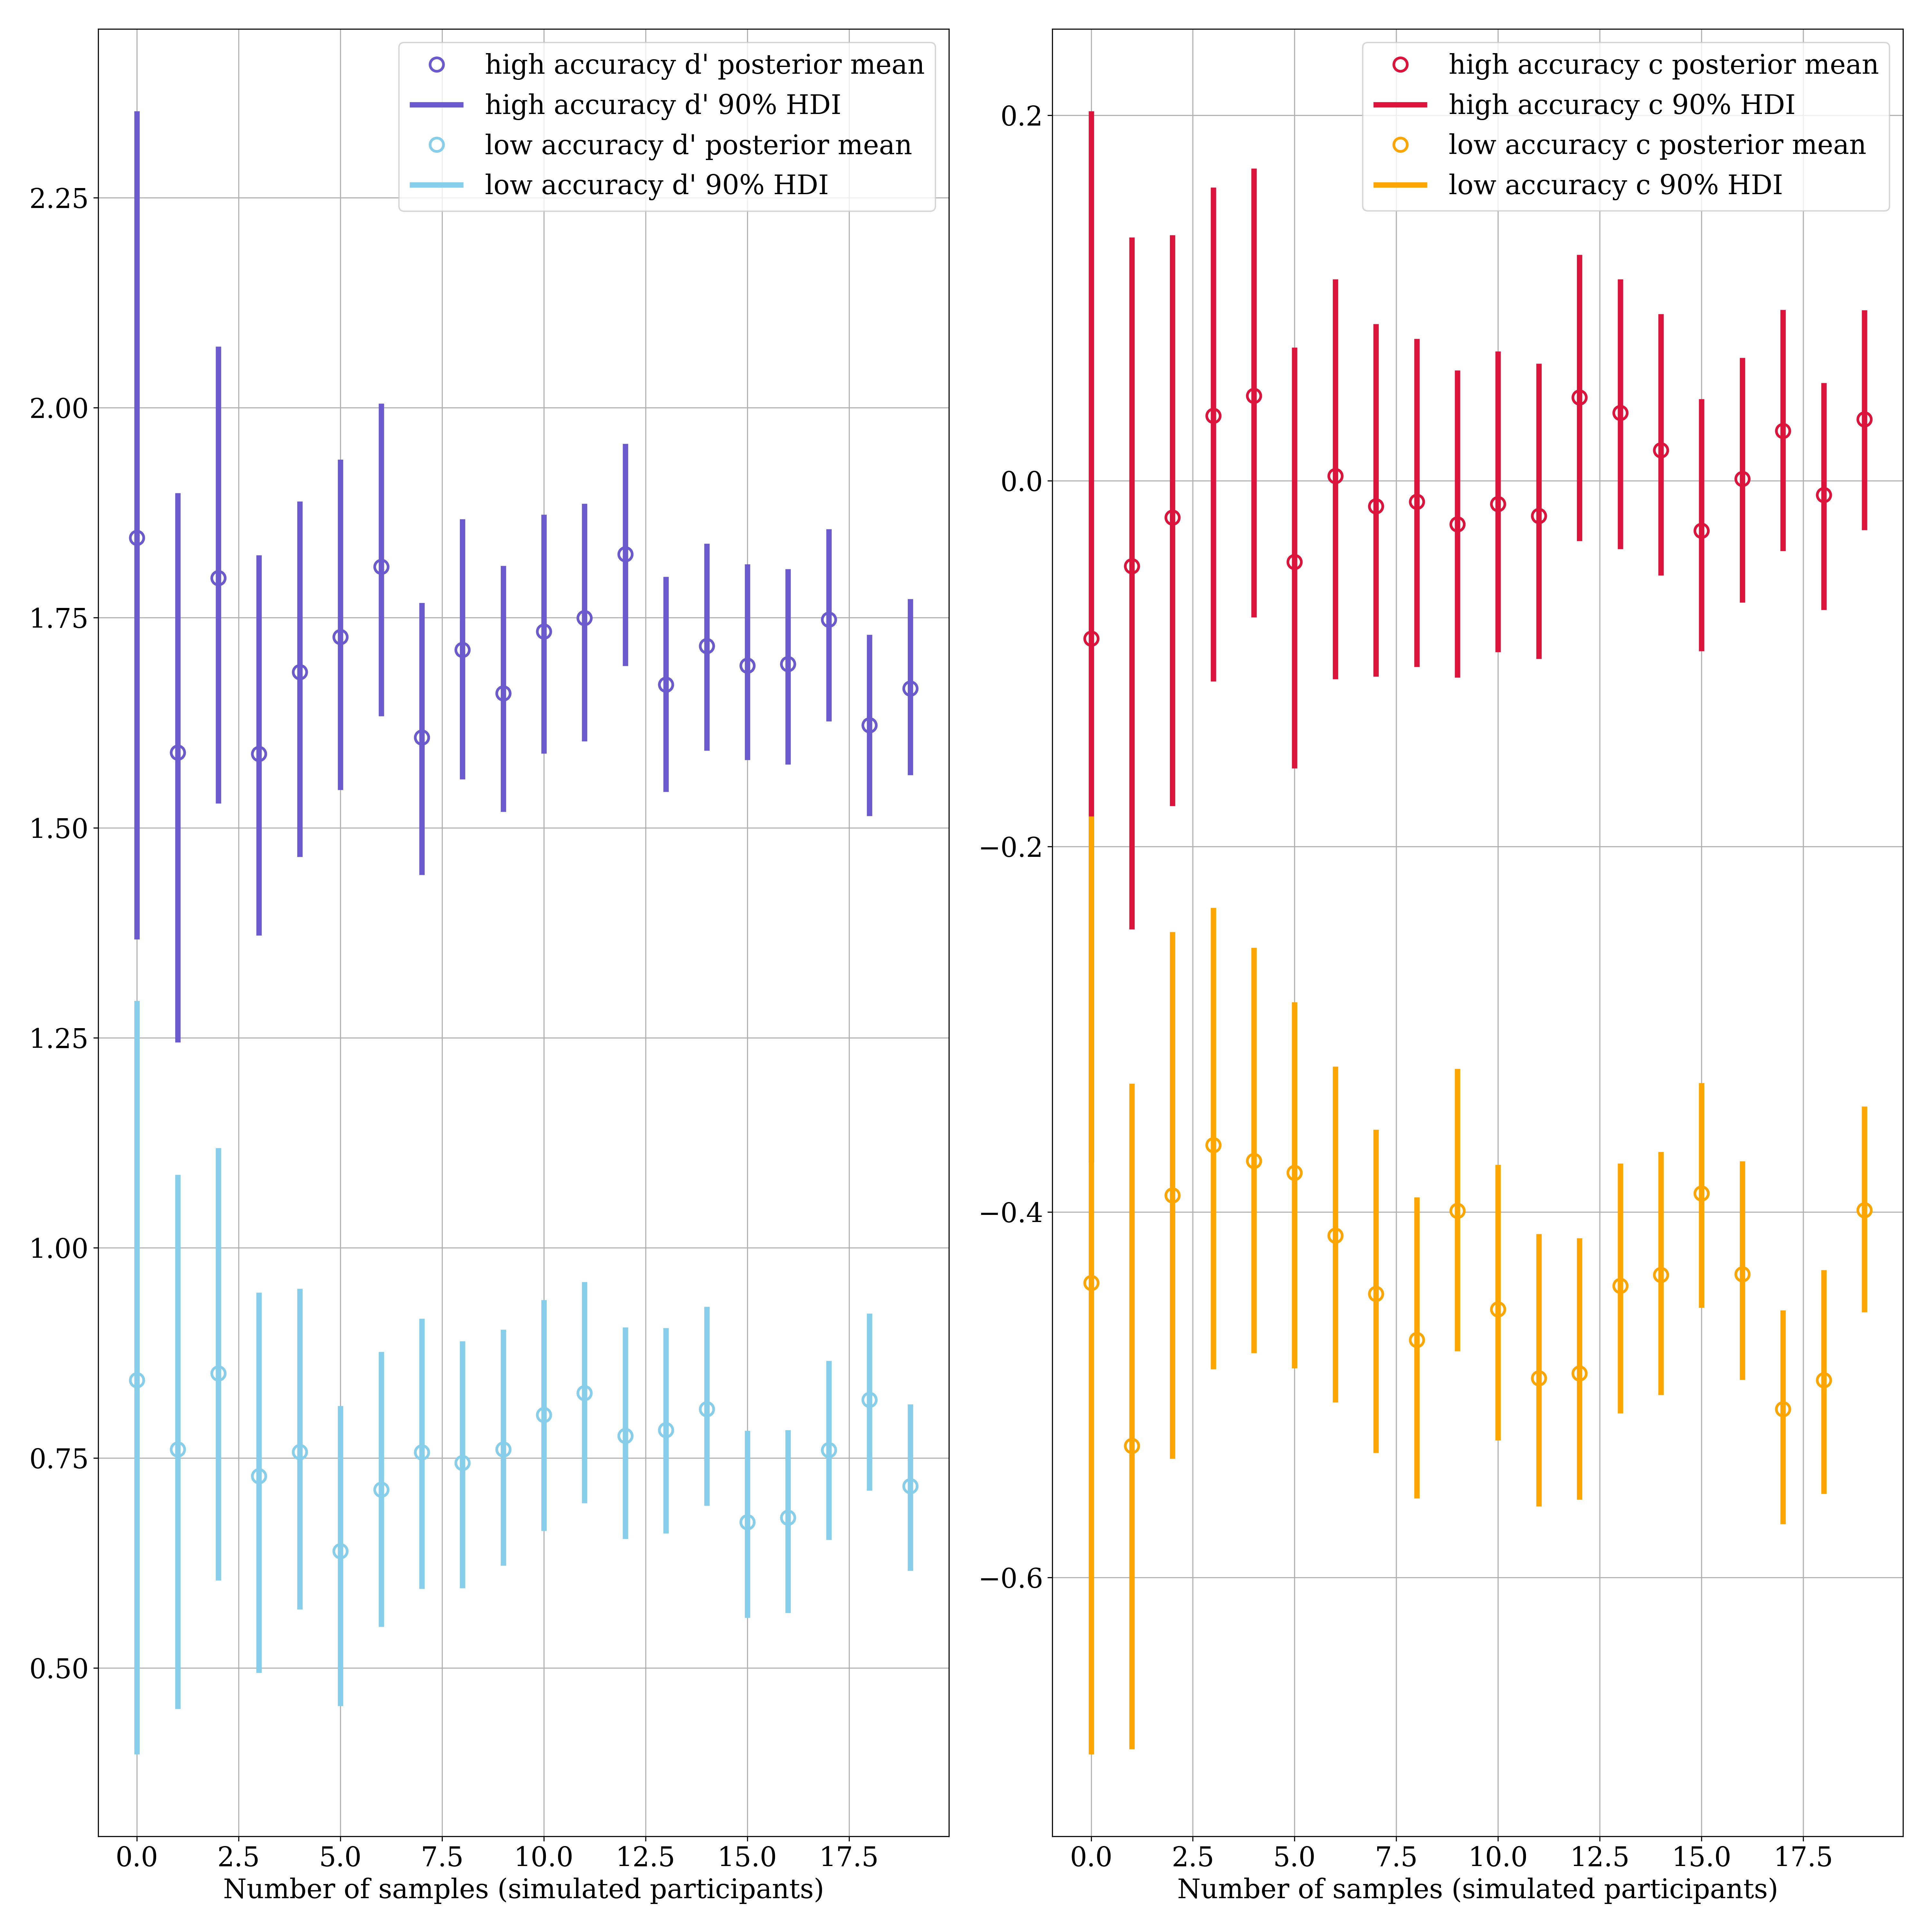 high accuracy d' posterior mean
high accuracy d' 90% HDI
low accuracy d' posterior mean
low accuracy d' 90% HDI
2.25
2.00
1.75
1.50
1.25
1.00
0.75
0.50
0.0 2.5 5.0 7.5 10.0 12.5 15.0 17.5
Number of samples (simulated participants)
high accuracy c posterior mean
high accuracy c 90% HDI
low accuracy c posterior mean
low accuracy c 90% HDI
0.2
0.0
−0.2
−0.4
−0.6
0.0 2.5 5.0 7.5 10.0 12.5 15.0 17.5
Number of samples (simulated participants)